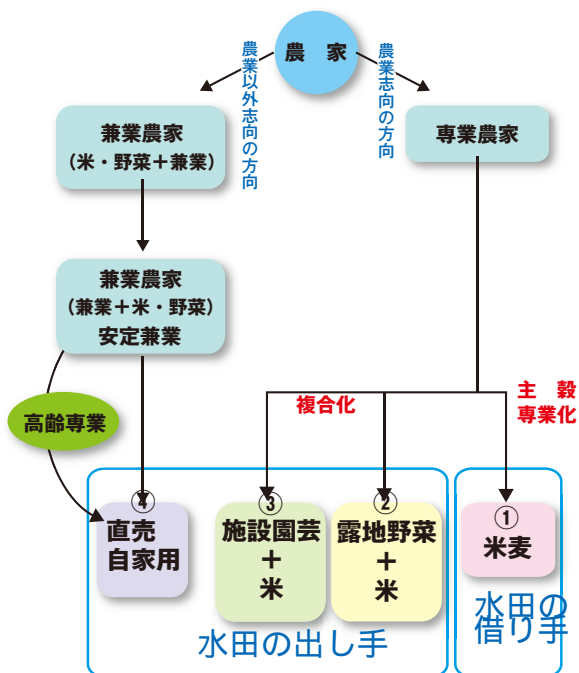 農　家
農業以外志向の方向
農業志向の方向
兼業農家
（米・野菜＋兼業）
専業農家
兼業農家
（兼業＋米・野菜）
安定兼業
高齢専業
複合化
主　穀
専業化
④
直売
自家用
③
施設園芸
＋
米
②
露地野菜
＋
米
①
米麦
水田の出し手
水田の
借り手